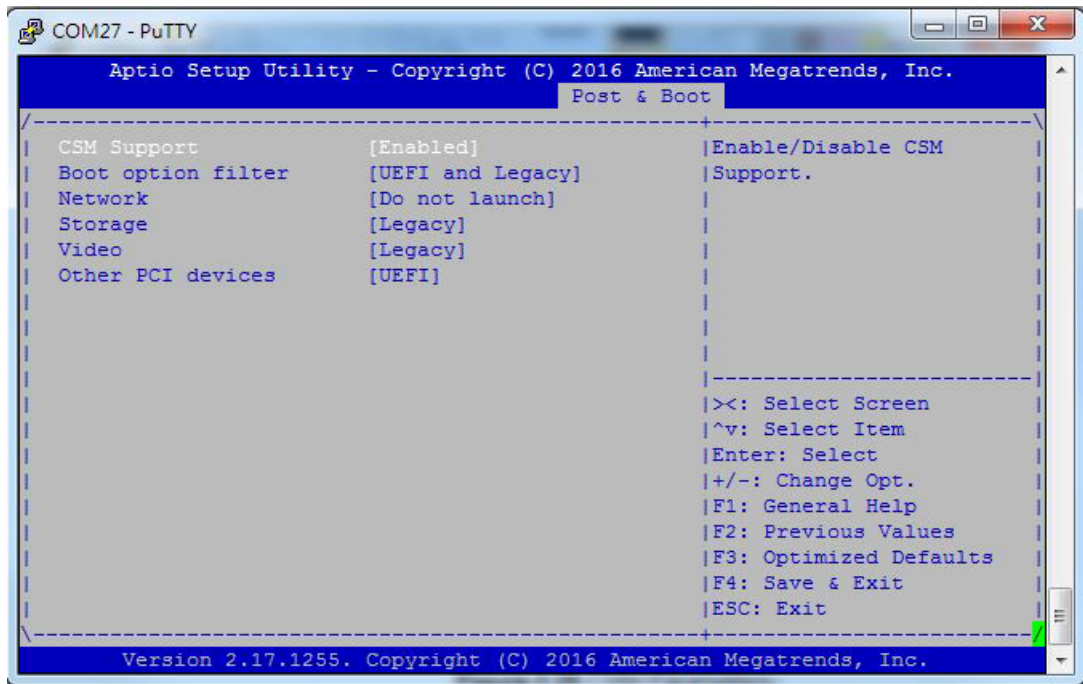 COM27 - PuTTY
Aptio Setup Utility - Copyright (C) 2016 American Megatrends, Inc.
Post & Boot
/----------------------------------------------------+------------------------\
| CSM Support [Enabled] |Enable/Disable CSM |
| Boot option filter [UEFI and Legacy] |Support. |
| Network [Do not launch] | |
| Storage [Legacy] | |
| Video [Legacy] | |
| Other PCI devices [UEFI] | |
|------------------------|
|><: Select Screen |
|^v: Select Item |
|Enter: Select |
|+/-: Change Opt. |
|F1: General Help |
|F2: Previous Values |
|F3: Optimized Defaults |
|F4: Save & Exit |
|ESC: Exit |
\----------------------------------------------------+------------------------/
Version 2.17.1255. Copyright (C) 2016 American Megatrends, Inc.